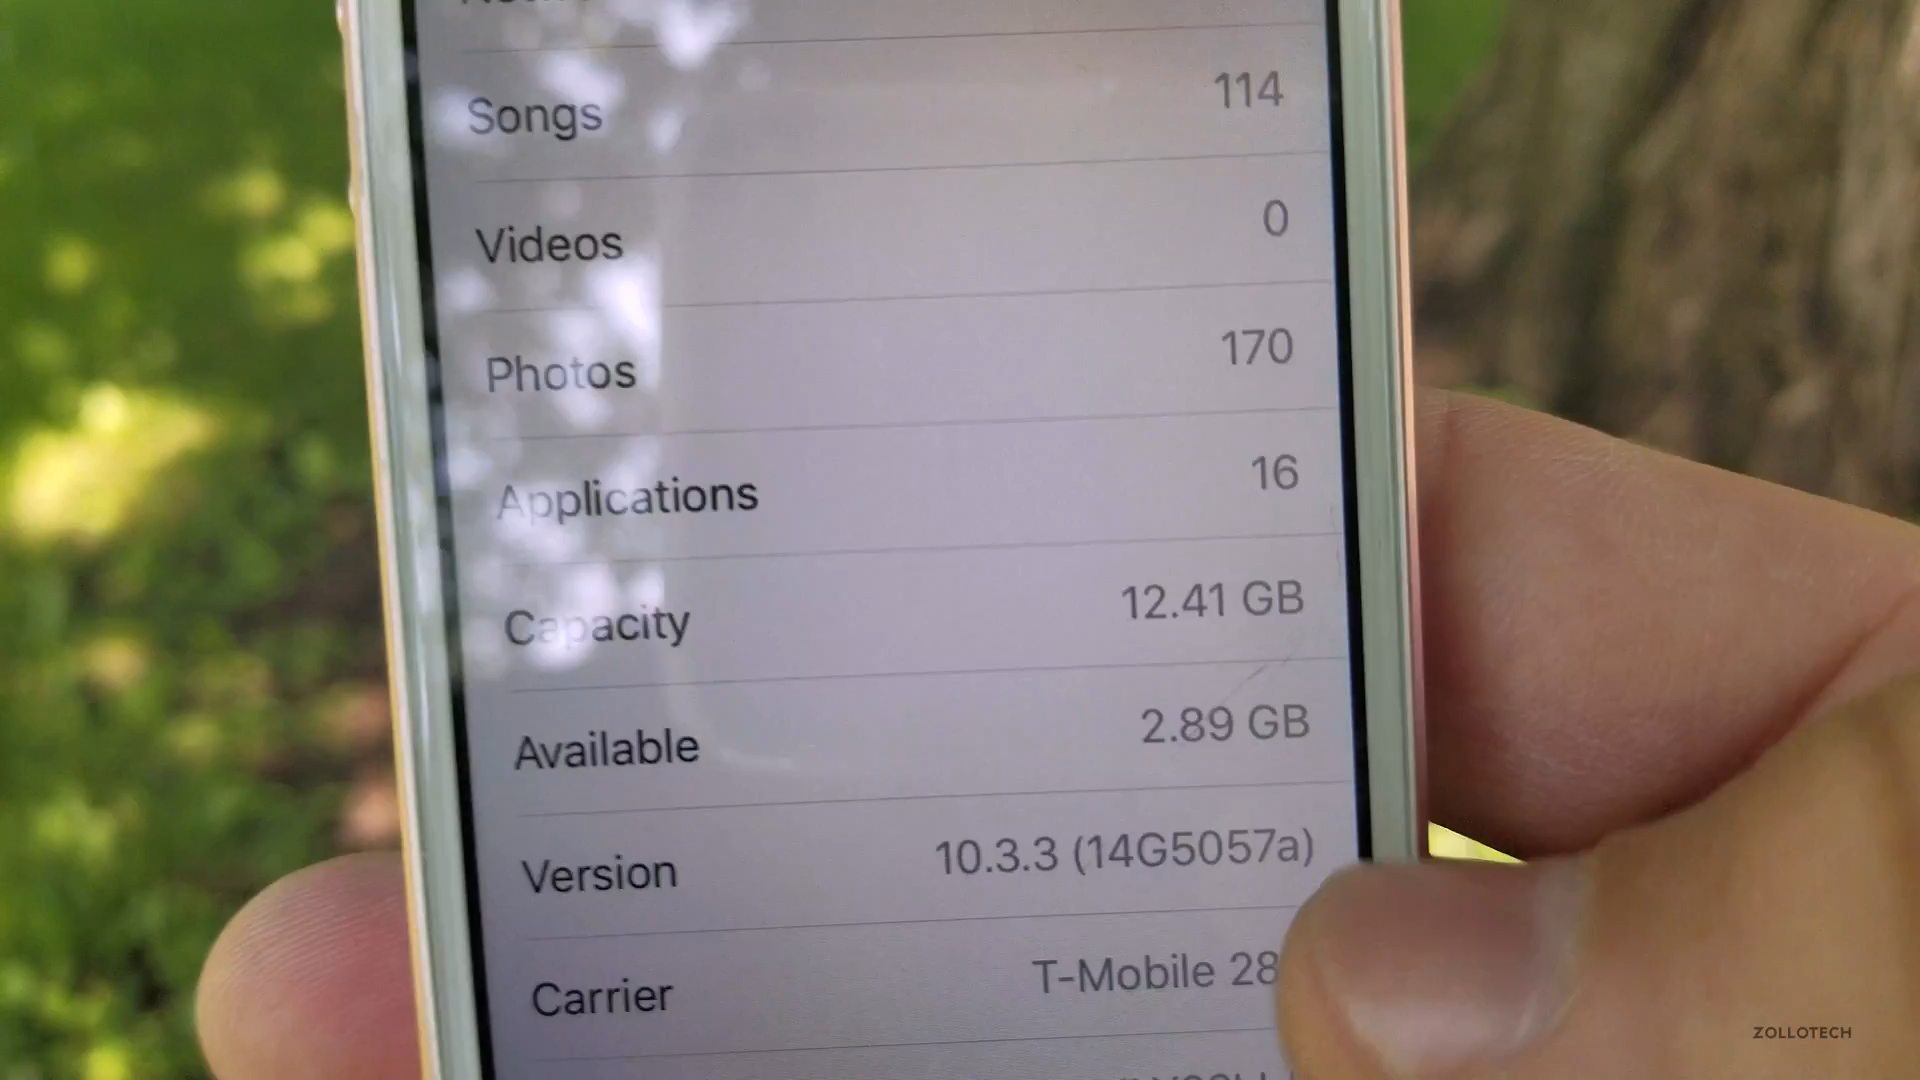 Songs 114
Videos 0
Photos 170
Applications 16
Capacity 12.41 GB
Available 2.89 GB
Version 10.3.3 (14G5057a)
Carrier T-Mobile 28
ZOLLOTECH